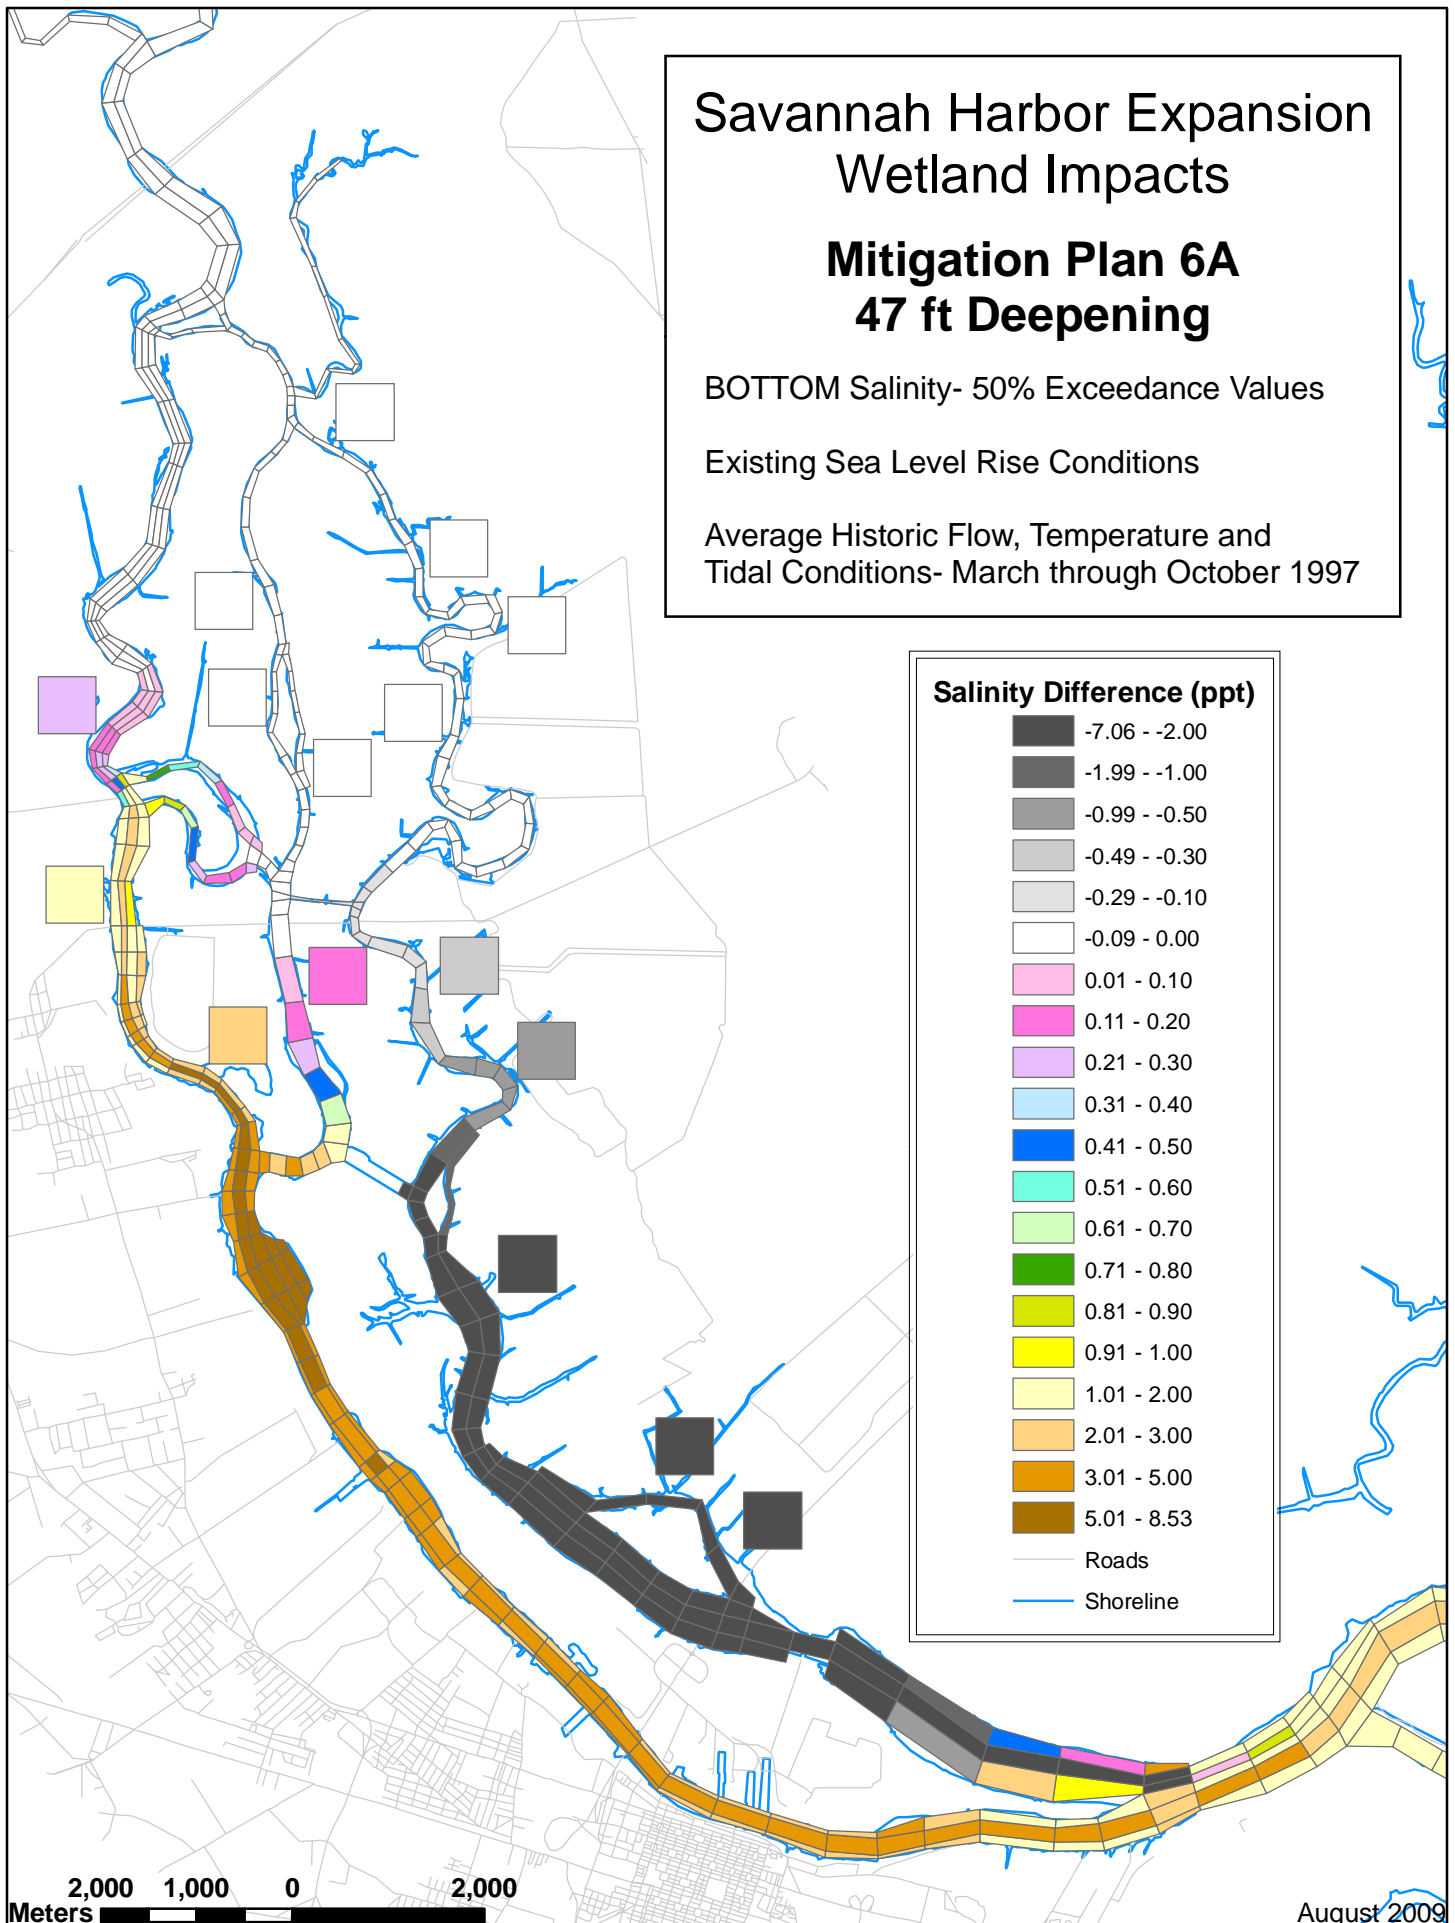 Savannah Harbor Expansion
Wetland Impacts
Mitigation Plan 6A
47 ft Deepening
BOTTOM Salinity- 50% Exceedance Values
Existing Sea Level Rise Conditions
Average Historic Flow, Temperature and
Tidal Conditions- March through October 1997
Salinity Difference (ppt)
-7.06 - -2.00
-1.99 - -1.00
-0.99 - -0.50
-0.49 - -0.30
-0.29 - -0.10
-0.09 - 0.00
0.01 - 0.10
0.11 - 0.20
0.21 - 0.30
0.31 - 0.40
0.41 - 0.50
0.51 - 0.60
0.61 - 0.70
0.71 - 0.80
0.81 - 0.90
0.91 - 1.00
1.01 - 2.00
2.01 - 3.00
3.01 - 5.00
5.01 - 8.53
Roads
Shoreline
2,000 1,000 0 2,000
Meters
August 2009